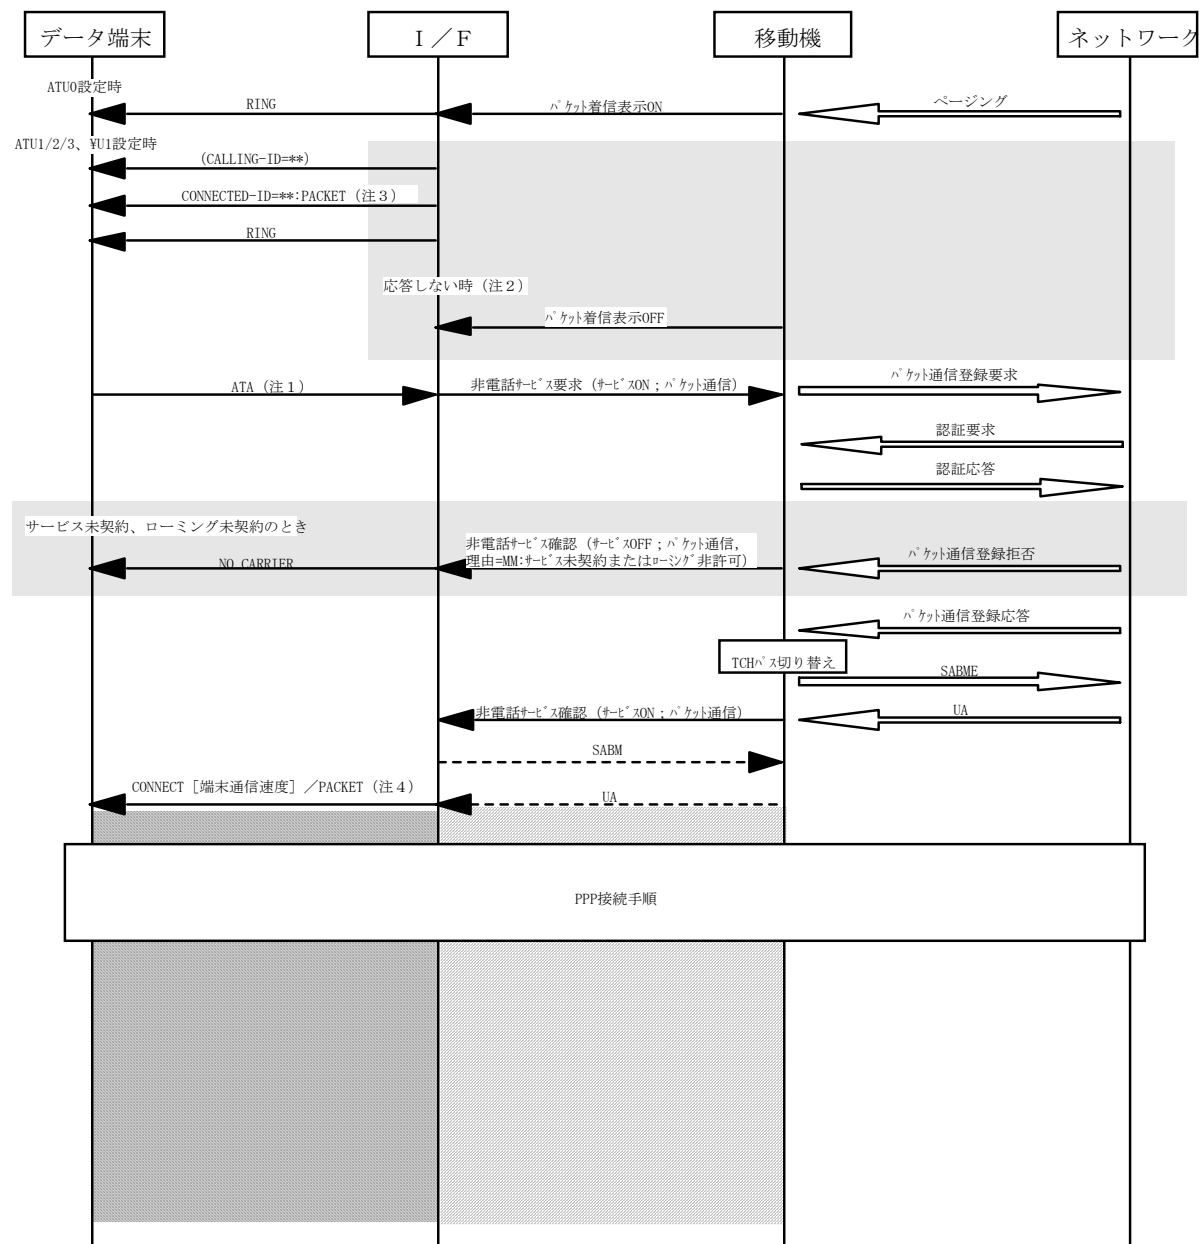 データ端末
Ｉ／Ｆ
移動機
ネットワーク
ATU0設定時
RING
ﾊﾟｹｯﾄ着信表示ON
ページング
ATU1/2/3、¥U1設定時
(CALLING-ID=**)
CONNECTED-ID=**:PACKET（注３）
RING
応答しない時（注２）
ﾊﾟｹｯﾄ着信表示OFF
ATA（注１）
非電話ｻｰﾋﾞｽ要求（ｻｰﾋﾞｽON；ﾊﾟｹｯﾄ通信）
ﾊﾟｹｯﾄ通信登録要求
認証要求
認証応答
サービス未契約、ローミング未契約のとき
NO CARRIER
非電話ｻｰﾋﾞｽ確認（ｻｰﾋﾞｽOFF；ﾊﾟｹｯﾄ通信,
理由=MM:ｻｰﾋﾞｽ未契約またはﾛｰﾐﾝｸﾞ非許可）
ﾊﾟｹｯﾄ通信登録拒否
ﾊﾟｹｯﾄ通信登録応答
TCHﾊﾟｽ切り替え
SABME
非電話ｻｰﾋﾞｽ確認（ｻｰﾋﾞｽON；ﾊﾟｹｯﾄ通信）
UA
SABM
CONNECT［端末通信速度］／PACKET（注４）
UA
PPP接続手順